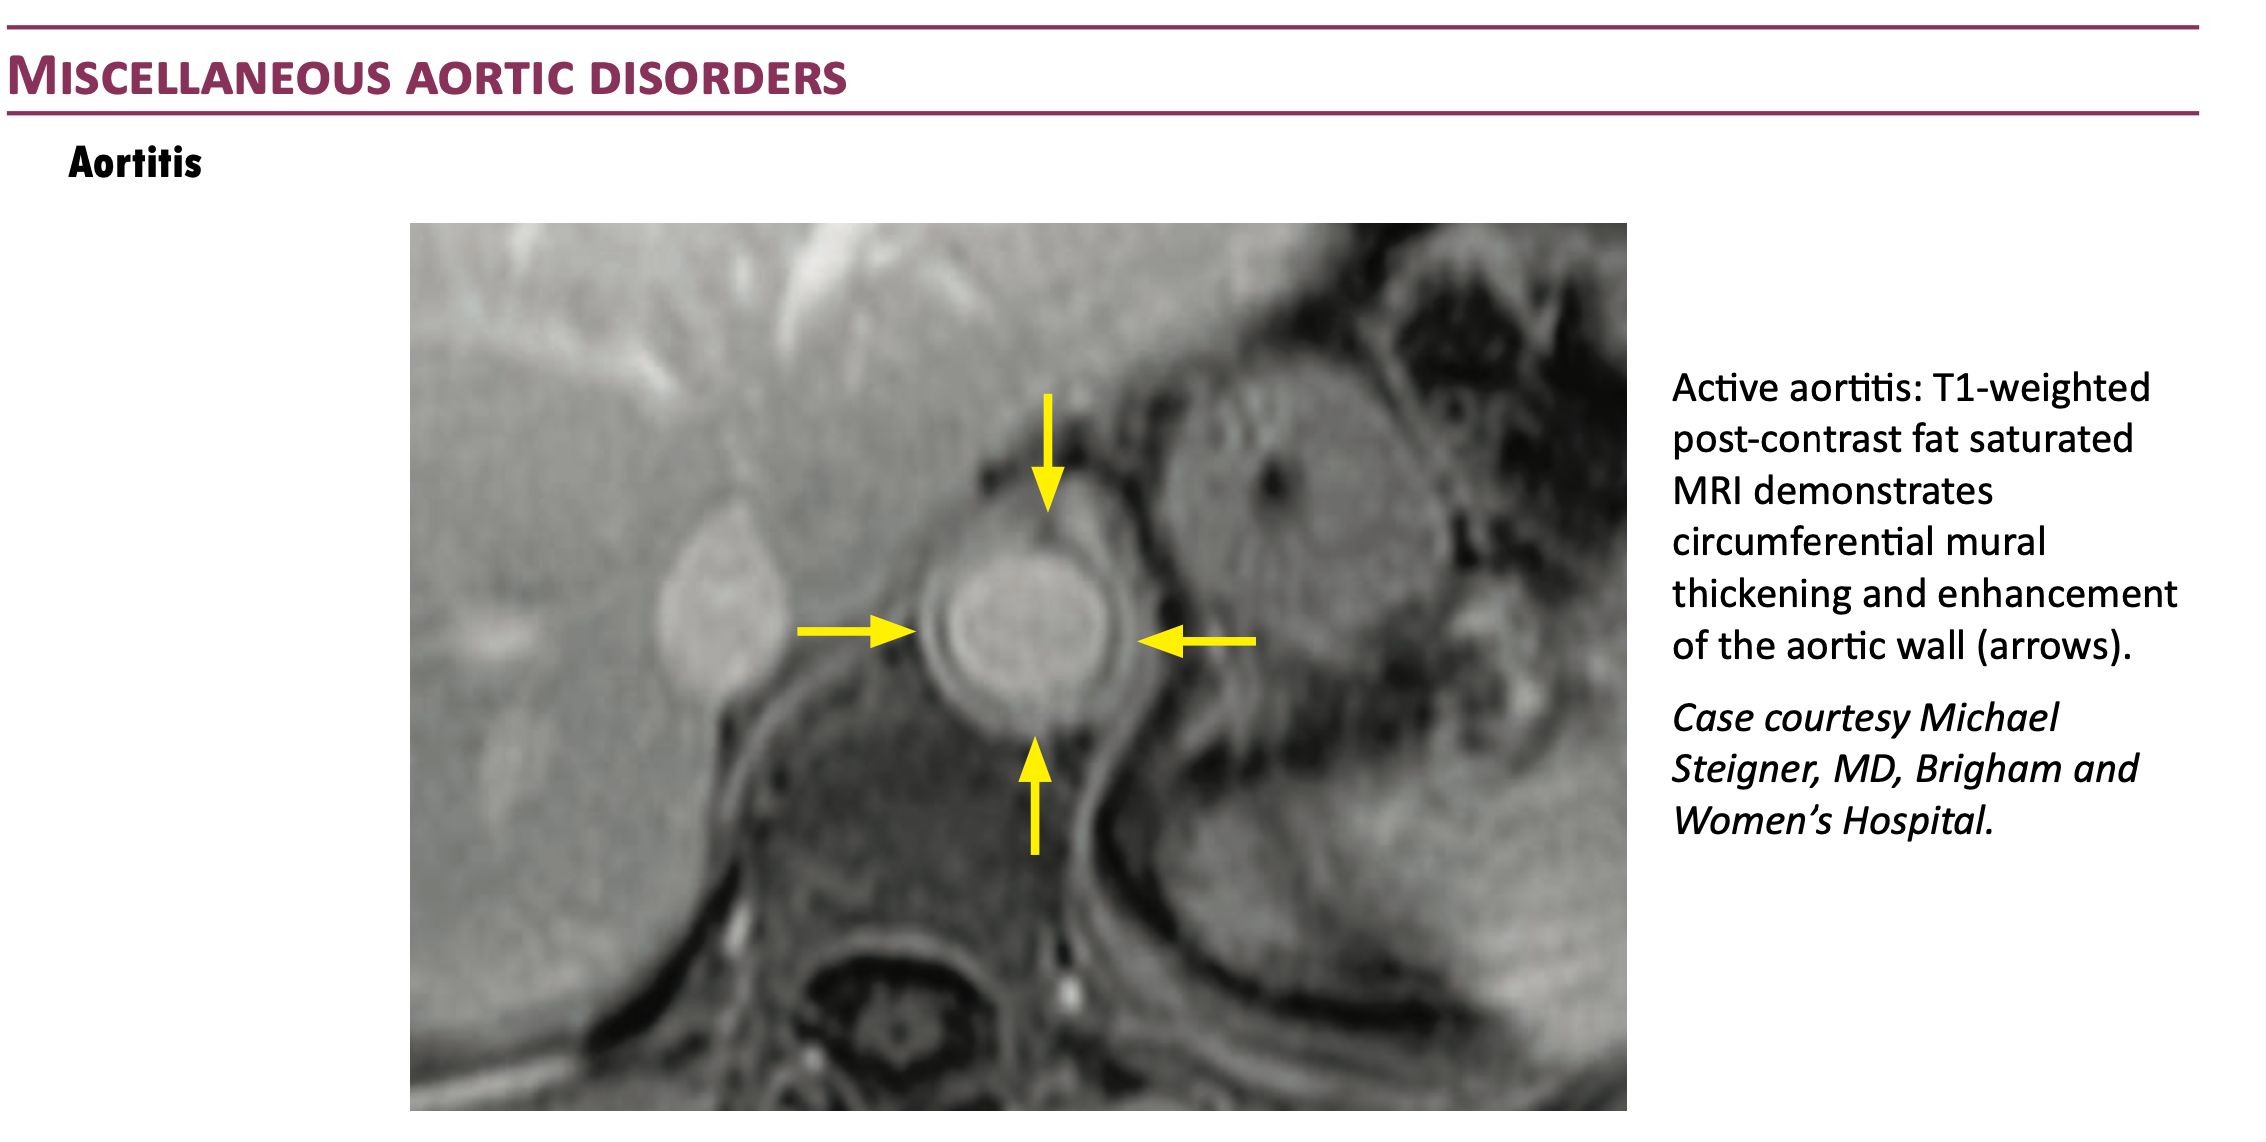 MISCELLANEOUS AORTIC DISORDERS
Aortitis
Active aortitis: T1-weighted
post-contrast fat saturated
MRI demonstrates
circumferential mural
thickening and enhancement
of the aortic wall (arrows).
Case courtesy Michael
Steigner, MD, Brigham and
Women’s Hospital.